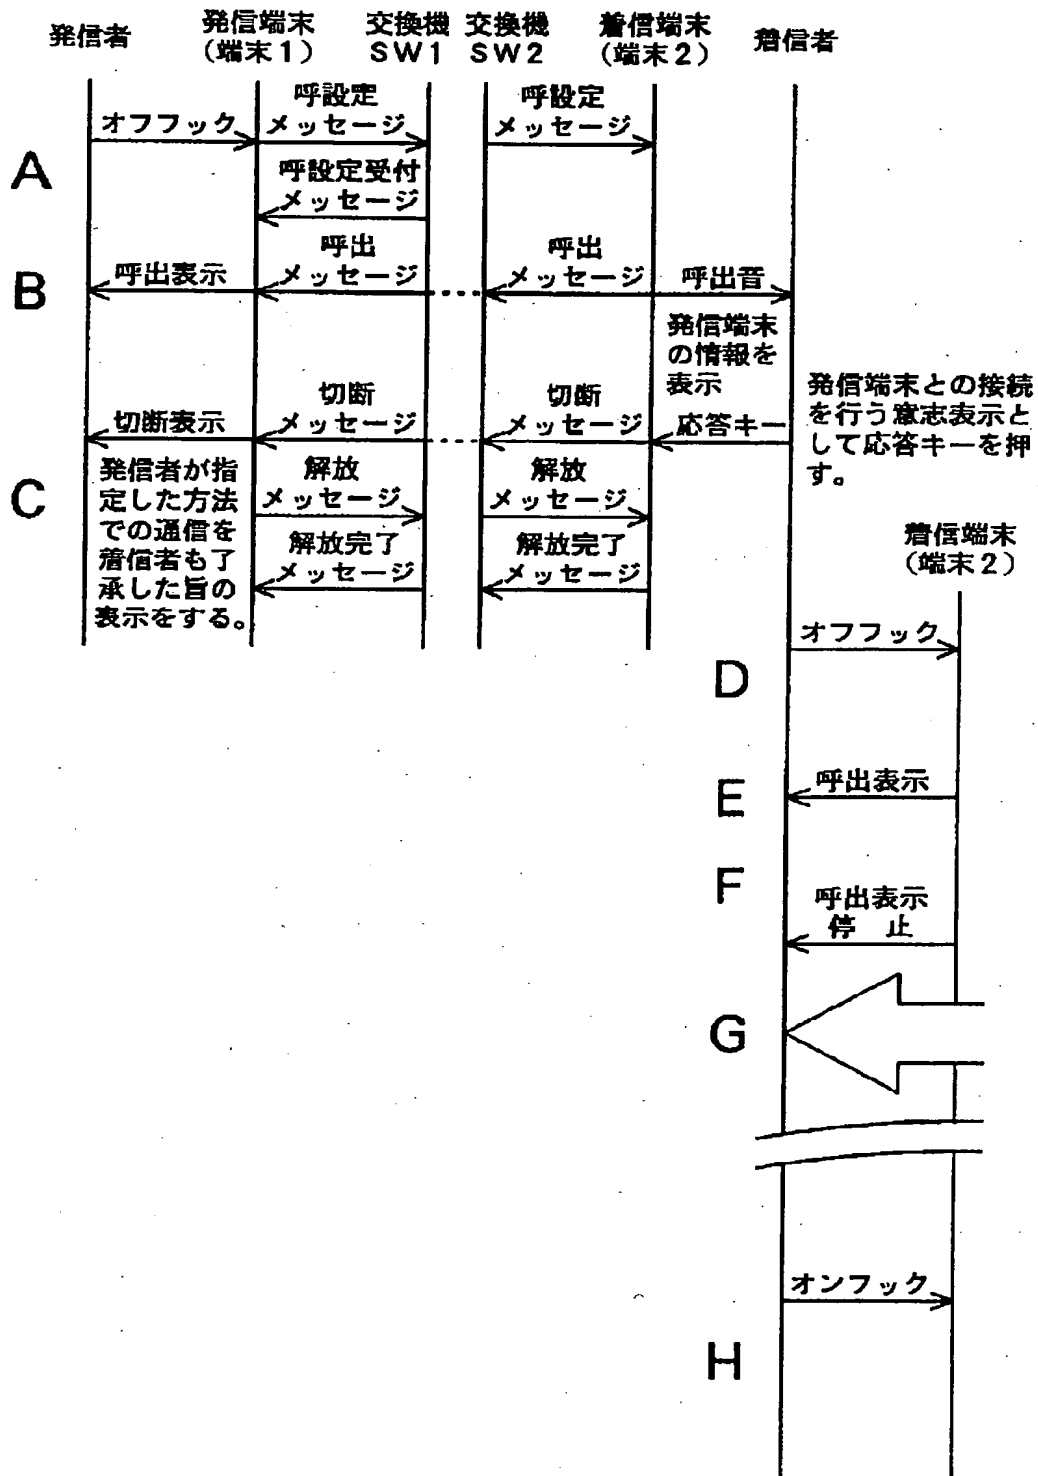 発信者
発信端末
(端末1)
交換機
SW1
交換機
SW2
着信端末
(端末2)
着信者
オフフック
呼設定
メッセージ
呼設定
メッセージ
A
呼設定受付
メッセージ
B
呼出表示
呼出
メッセージ
呼出
メッセージ
呼出音
発信端末
の情報を
表示
切断表示
切断
メッセージ
切断
メッセージ
応答キー
発信端末との接続
を行う意志表示と
して応答キーを押
す。
C
発信者が指
定した方法
での通信を
着信者も了
承した旨の
表示をする。
解放
メッセージ
解放
メッセージ
解放完了
メッセージ
解放完了
メッセージ
着信端末
(端末2)
オフフック
D
呼出表示
E
F
呼出表示
停 止
G
オンフック
H